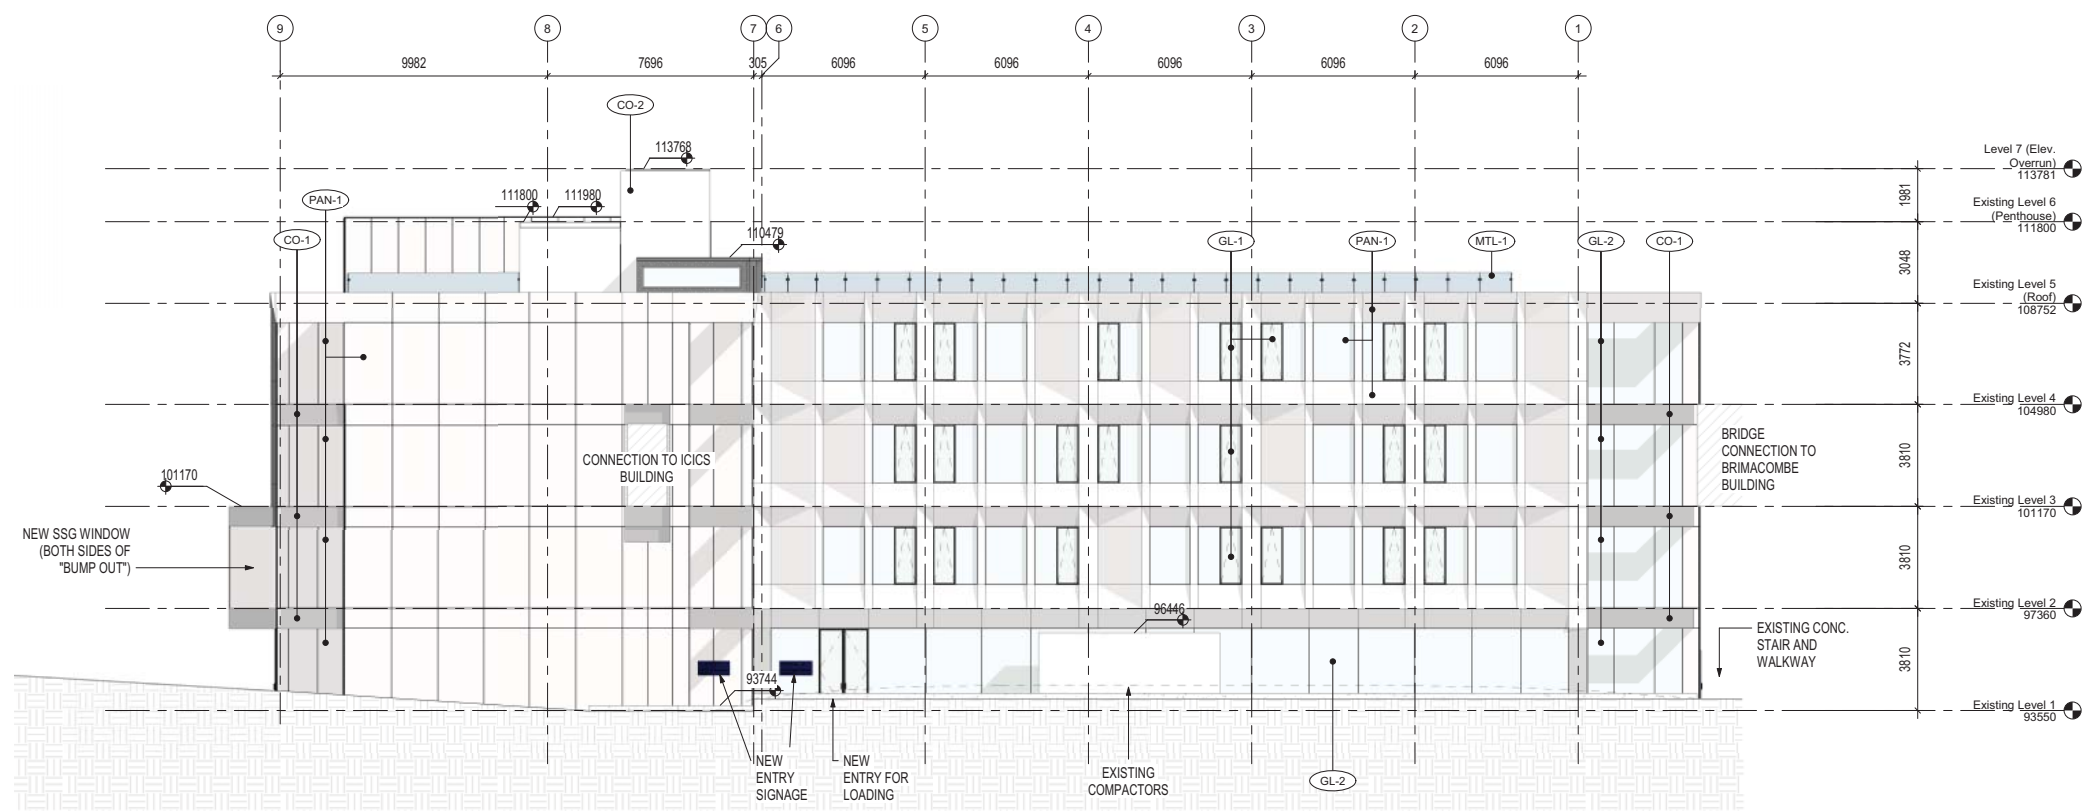 9
8
7
6
5
4
3
2
1
9982
7696
305
6096
6096
6096
6096
6096
CO-2
113768
Level 7 (Elev.
Overrun)
113781
1981
PAN-1
111800
111980
Existing Level 6
(Penthouse)
111800
CO-1
110479
GL-1
PAN-1
MTL-1
GL-2
CO-1
3048
Existing Level 5
(Roof)
108752
3772
Existing Level 4
104980
CONNECTION TO ICICS
BUILDING
BRIDGE
CONNECTION TO
BRIMACOMBE
BUILDING
3810
101170
Existing Level 3
101170
NEW SSG WINDOW
(BOTH SIDES OF
"BUMP OUT")
3810
96446
Existing Level 2
97360
EXISTING CONC.
STAIR AND
WALKWAY
3810
93744
Existing Level 1
93550
NEW
ENTRY
SIGNAGE
NEW
ENTRY FOR
LOADING
EXISTING
COMPACTORS
GL-2